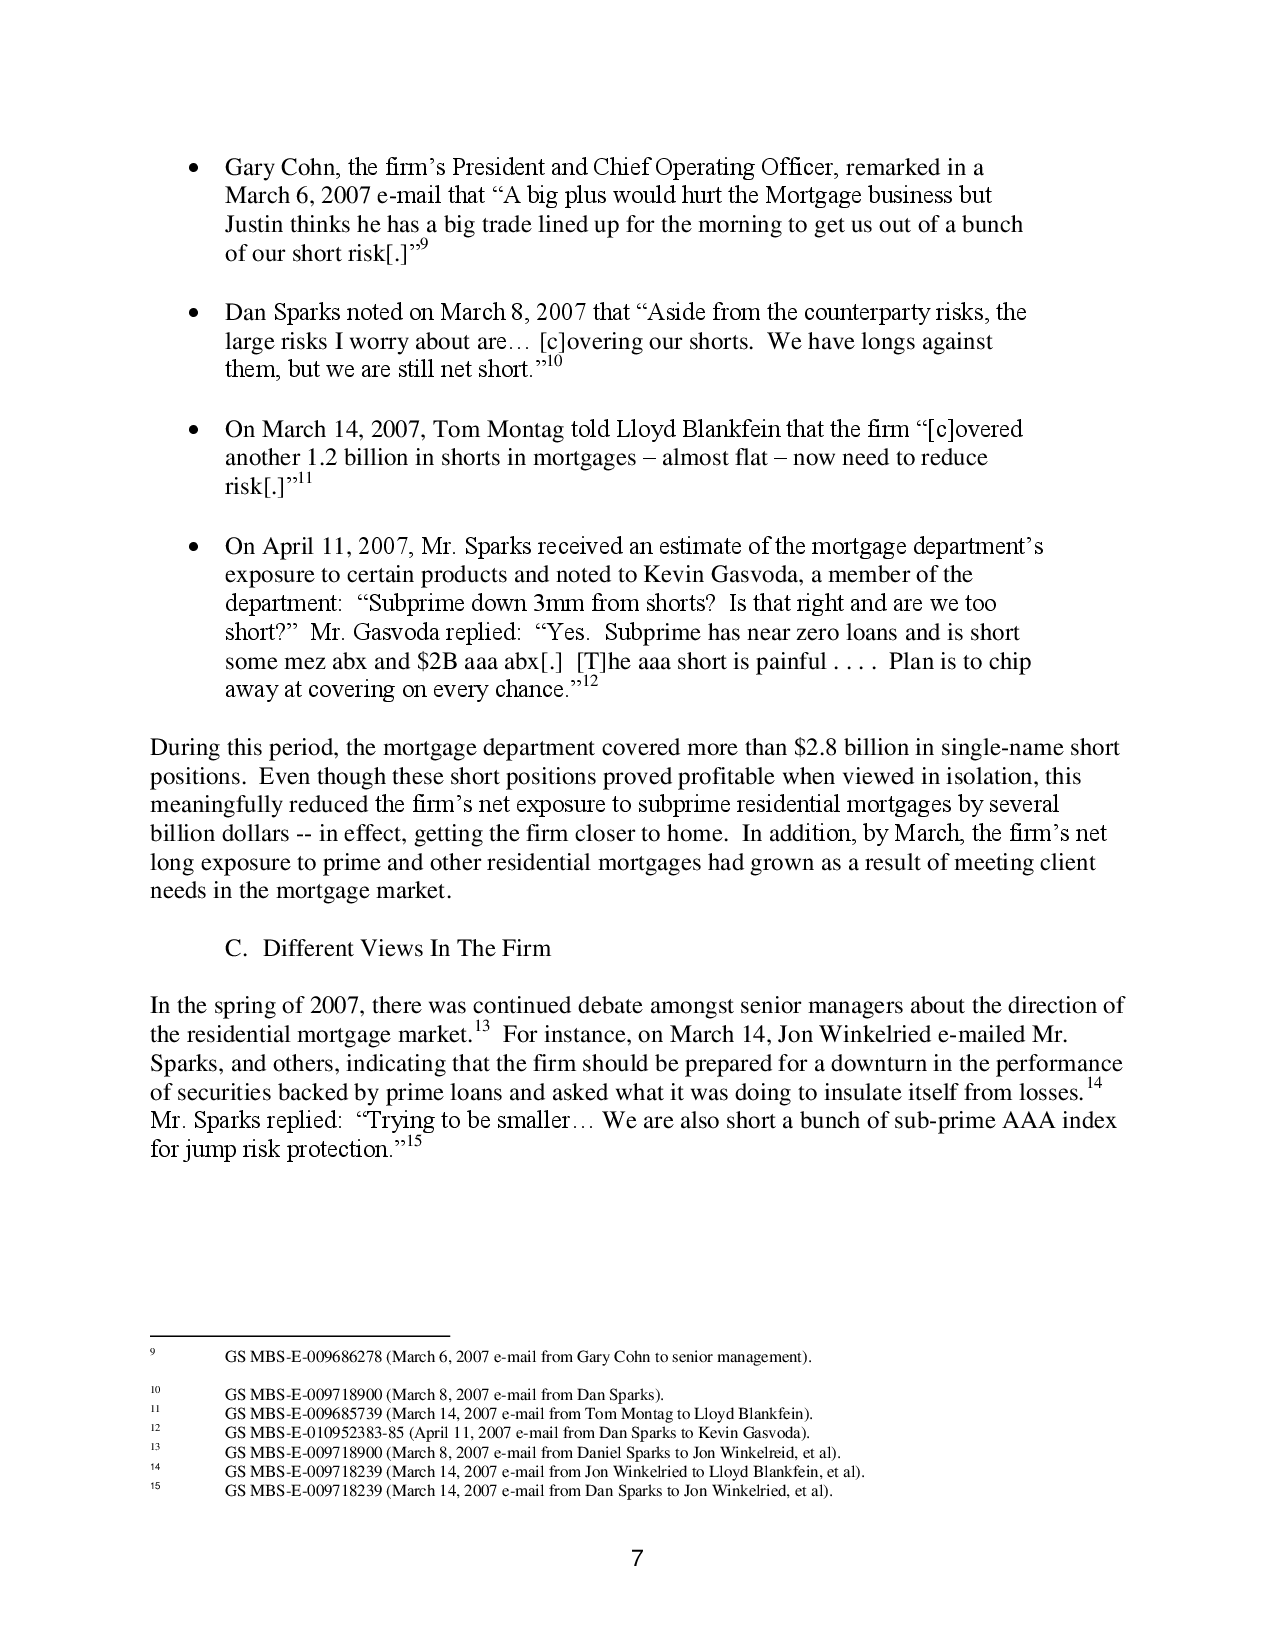 • Gary Cohn, the firm’s President and Chief Operating Officer, remarked in a
March 6, 2007 e-mail that “A big plus would hurt the Mortgage business but
Justin thinks he has a big trade lined up for the morning to get us out of a bunch
of our short risk[.]”9
• Dan Sparks noted on March 8, 2007 that “Aside from the counterparty risks, the
large risks I worry about are… [c]overing our shorts. We have longs against
them, but we are still net short.”10
• On March 14, 2007, Tom Montag told Lloyd Blankfein that the firm “[c]overed
another 1.2 billion in shorts in mortgages – almost flat – now need to reduce
risk[.]”11
• On April 11, 2007, Mr. Sparks received an estimate of the mortgage department’s
exposure to certain products and noted to Kevin Gasvoda, a member of the
department: “Subprime down 3mm from shorts? Is that right and are we too
short?” Mr. Gasvoda replied: “Yes. Subprime has near zero loans and is short
some mez abx and $2B aaa abx[.] [T]he aaa short is painful . . . . Plan is to chip
away at covering on every chance.”12
During this period, the mortgage department covered more than $2.8 billion in single-name short
positions. Even though these short positions proved profitable when viewed in isolation, this
meaningfully reduced the firm’s net exposure to subprime residential mortgages by several
billion dollars -- in effect, getting the firm closer to home. In addition, by March, the firm’s net
long exposure to prime and other residential mortgages had grown as a result of meeting client
needs in the mortgage market.
C. Different Views In The Firm
In the spring of 2007, there was continued debate amongst senior managers about the direction of
the residential mortgage market.13 For instance, on March 14, Jon Winkelried e-mailed Mr.
Sparks, and others, indicating that the firm should be prepared for a downturn in the performance
of securities backed by prime loans and asked what it was doing to insulate itself from losses.14
Mr. Sparks replied: “Trying to be smaller… We are also short a bunch of sub-prime AAA index
for jump risk protection.”15
9 GS MBS-E-009686278 (March 6, 2007 e-mail from Gary Cohn to senior management).
10 GS MBS-E-009718900 (March 8, 2007 e-mail from Dan Sparks).
11 GS MBS-E-009685739 (March 14, 2007 e-mail from Tom Montag to Lloyd Blankfein).
12 GS MBS-E-010952383-85 (April 11, 2007 e-mail from Dan Sparks to Kevin Gasvoda).
13 GS MBS-E-009718900 (March 8, 2007 e-mail from Daniel Sparks to Jon Winkelreid, et al).
14 GS MBS-E-009718239 (March 14, 2007 e-mail from Jon Winkelried to Lloyd Blankfein, et al).
15 GS MBS-E-009718239 (March 14, 2007 e-mail from Dan Sparks to Jon Winkelried, et al).
7